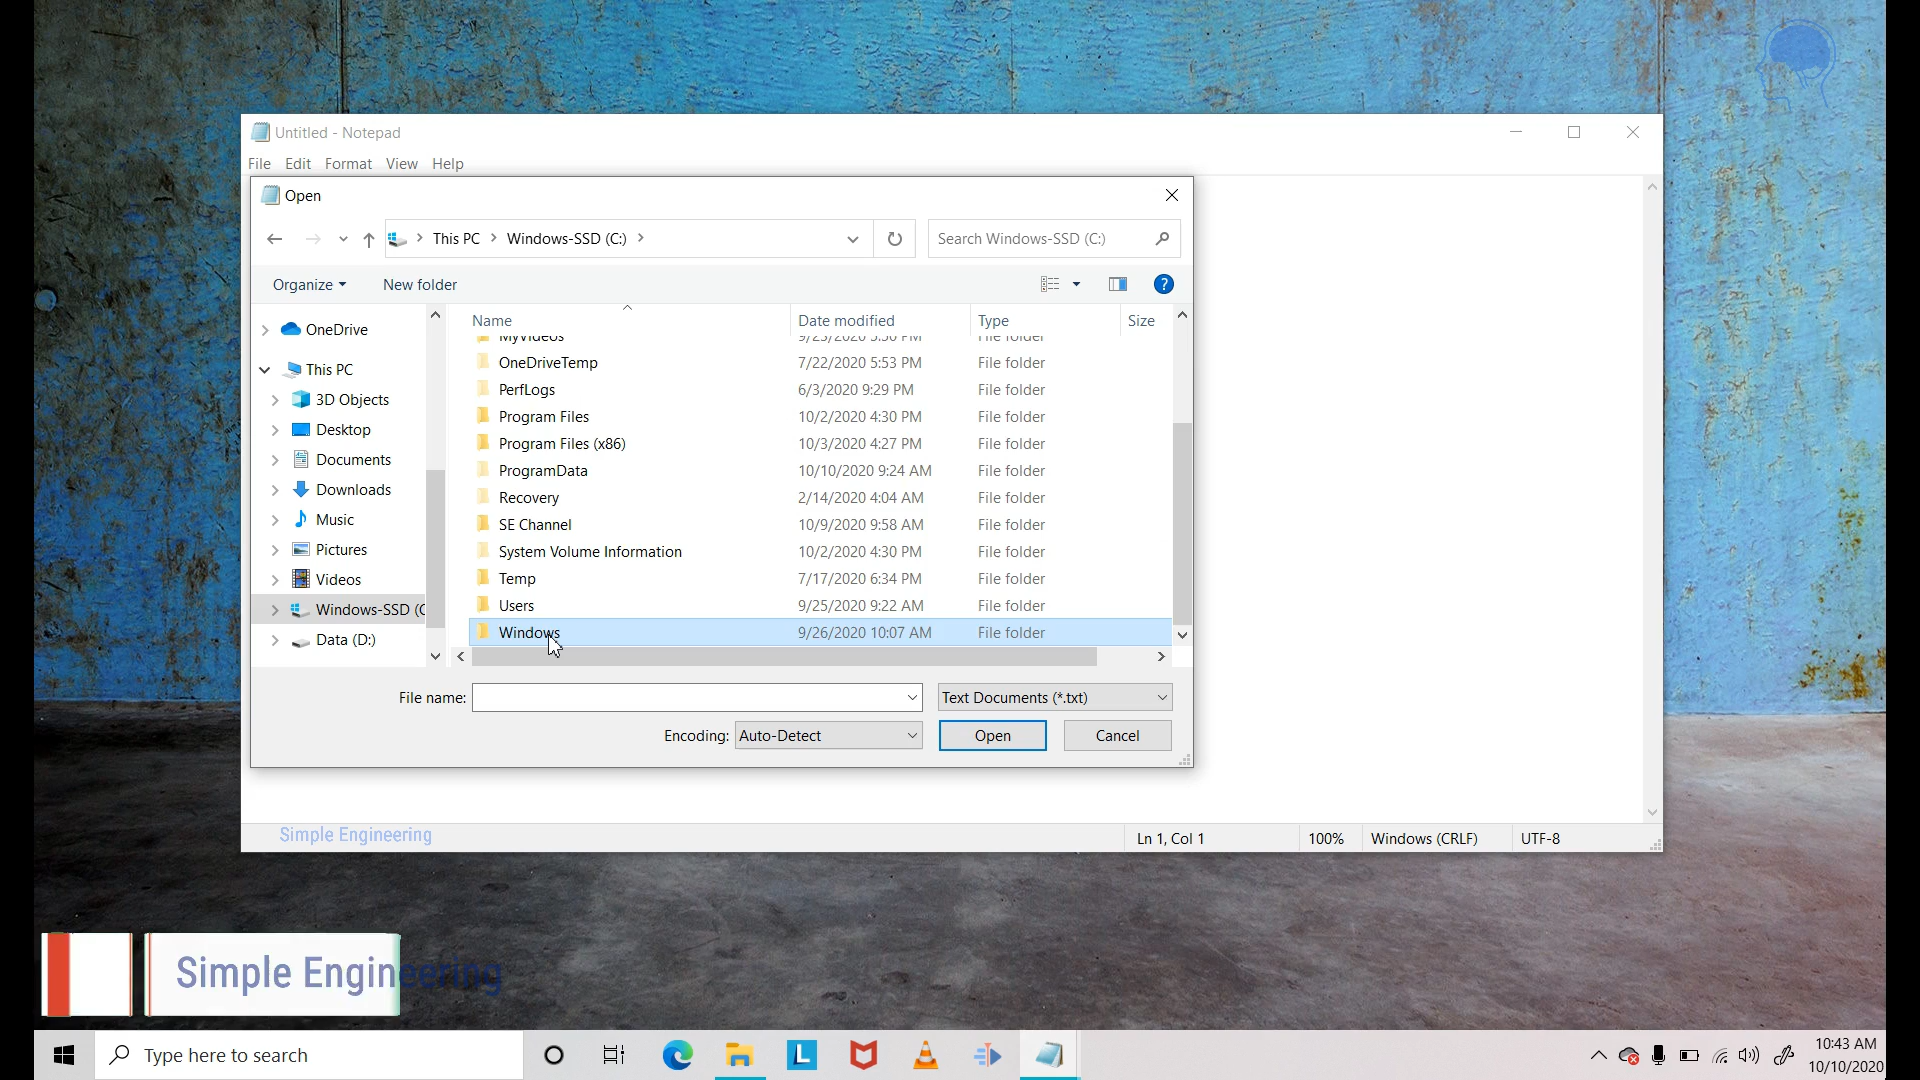 Untitled - Notepad
File Edit Format View Help
Open
This PC Windows-SSD (C:)
Search Windows-SSD (C:)
Organize New folder
Name Date modified Type Size
OneDrive
This PC
3D Objects
Desktop
Documents
Downloads
Music
Pictures
Videos
Windows-SSD (C
Data (D:)
MyVideos 9/25/2020 5:50 PM File folder
OneDriveTemp 7/22/2020 5:53 PM File folder
PerfLogs 6/3/2020 9:29 PM File folder
Program Files 10/2/2020 4:30 PM File folder
Program Files (x86) 10/3/2020 4:27 PM File folder
ProgramData 10/10/2020 9:24 AM File folder
Recovery 2/14/2020 4:04 AM File folder
SE Channel 10/9/2020 9:58 AM File folder
System Volume Information 10/2/2020 4:30 PM File folder
Temp 7/17/2020 6:34 PM File folder
Users 9/25/2020 9:22 AM File folder
Windows 9/26/2020 10:07 AM File folder
File name: Text Documents (*.txt)
Encoding: Auto-Detect Open Cancel
Simple Engineering
Ln 1, Col 1 100% Windows (CRLF) UTF-8
Simple Engineering
Type here to search
10:43 AM
10/10/2020